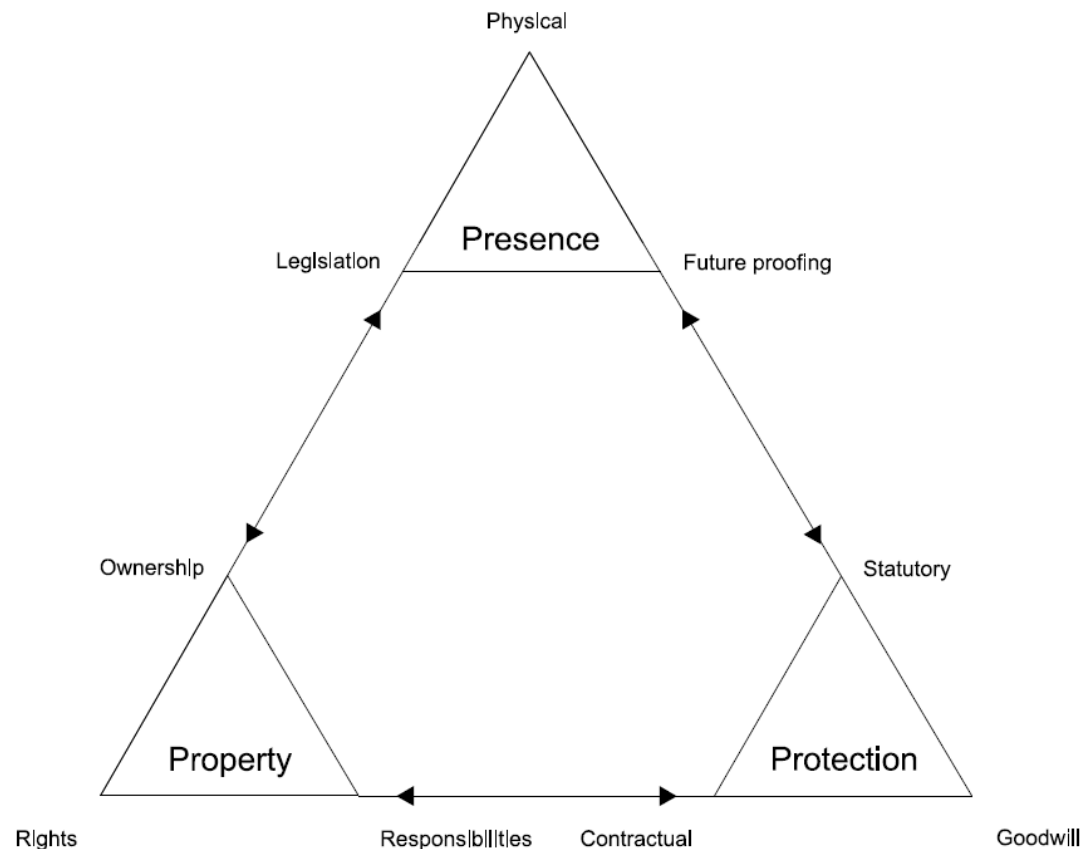 Physical
Presence
Legislation
Future proofing
Ownership
Statutory
Property
Protection
Rights
Responsibilities
Contractual
Goodwill